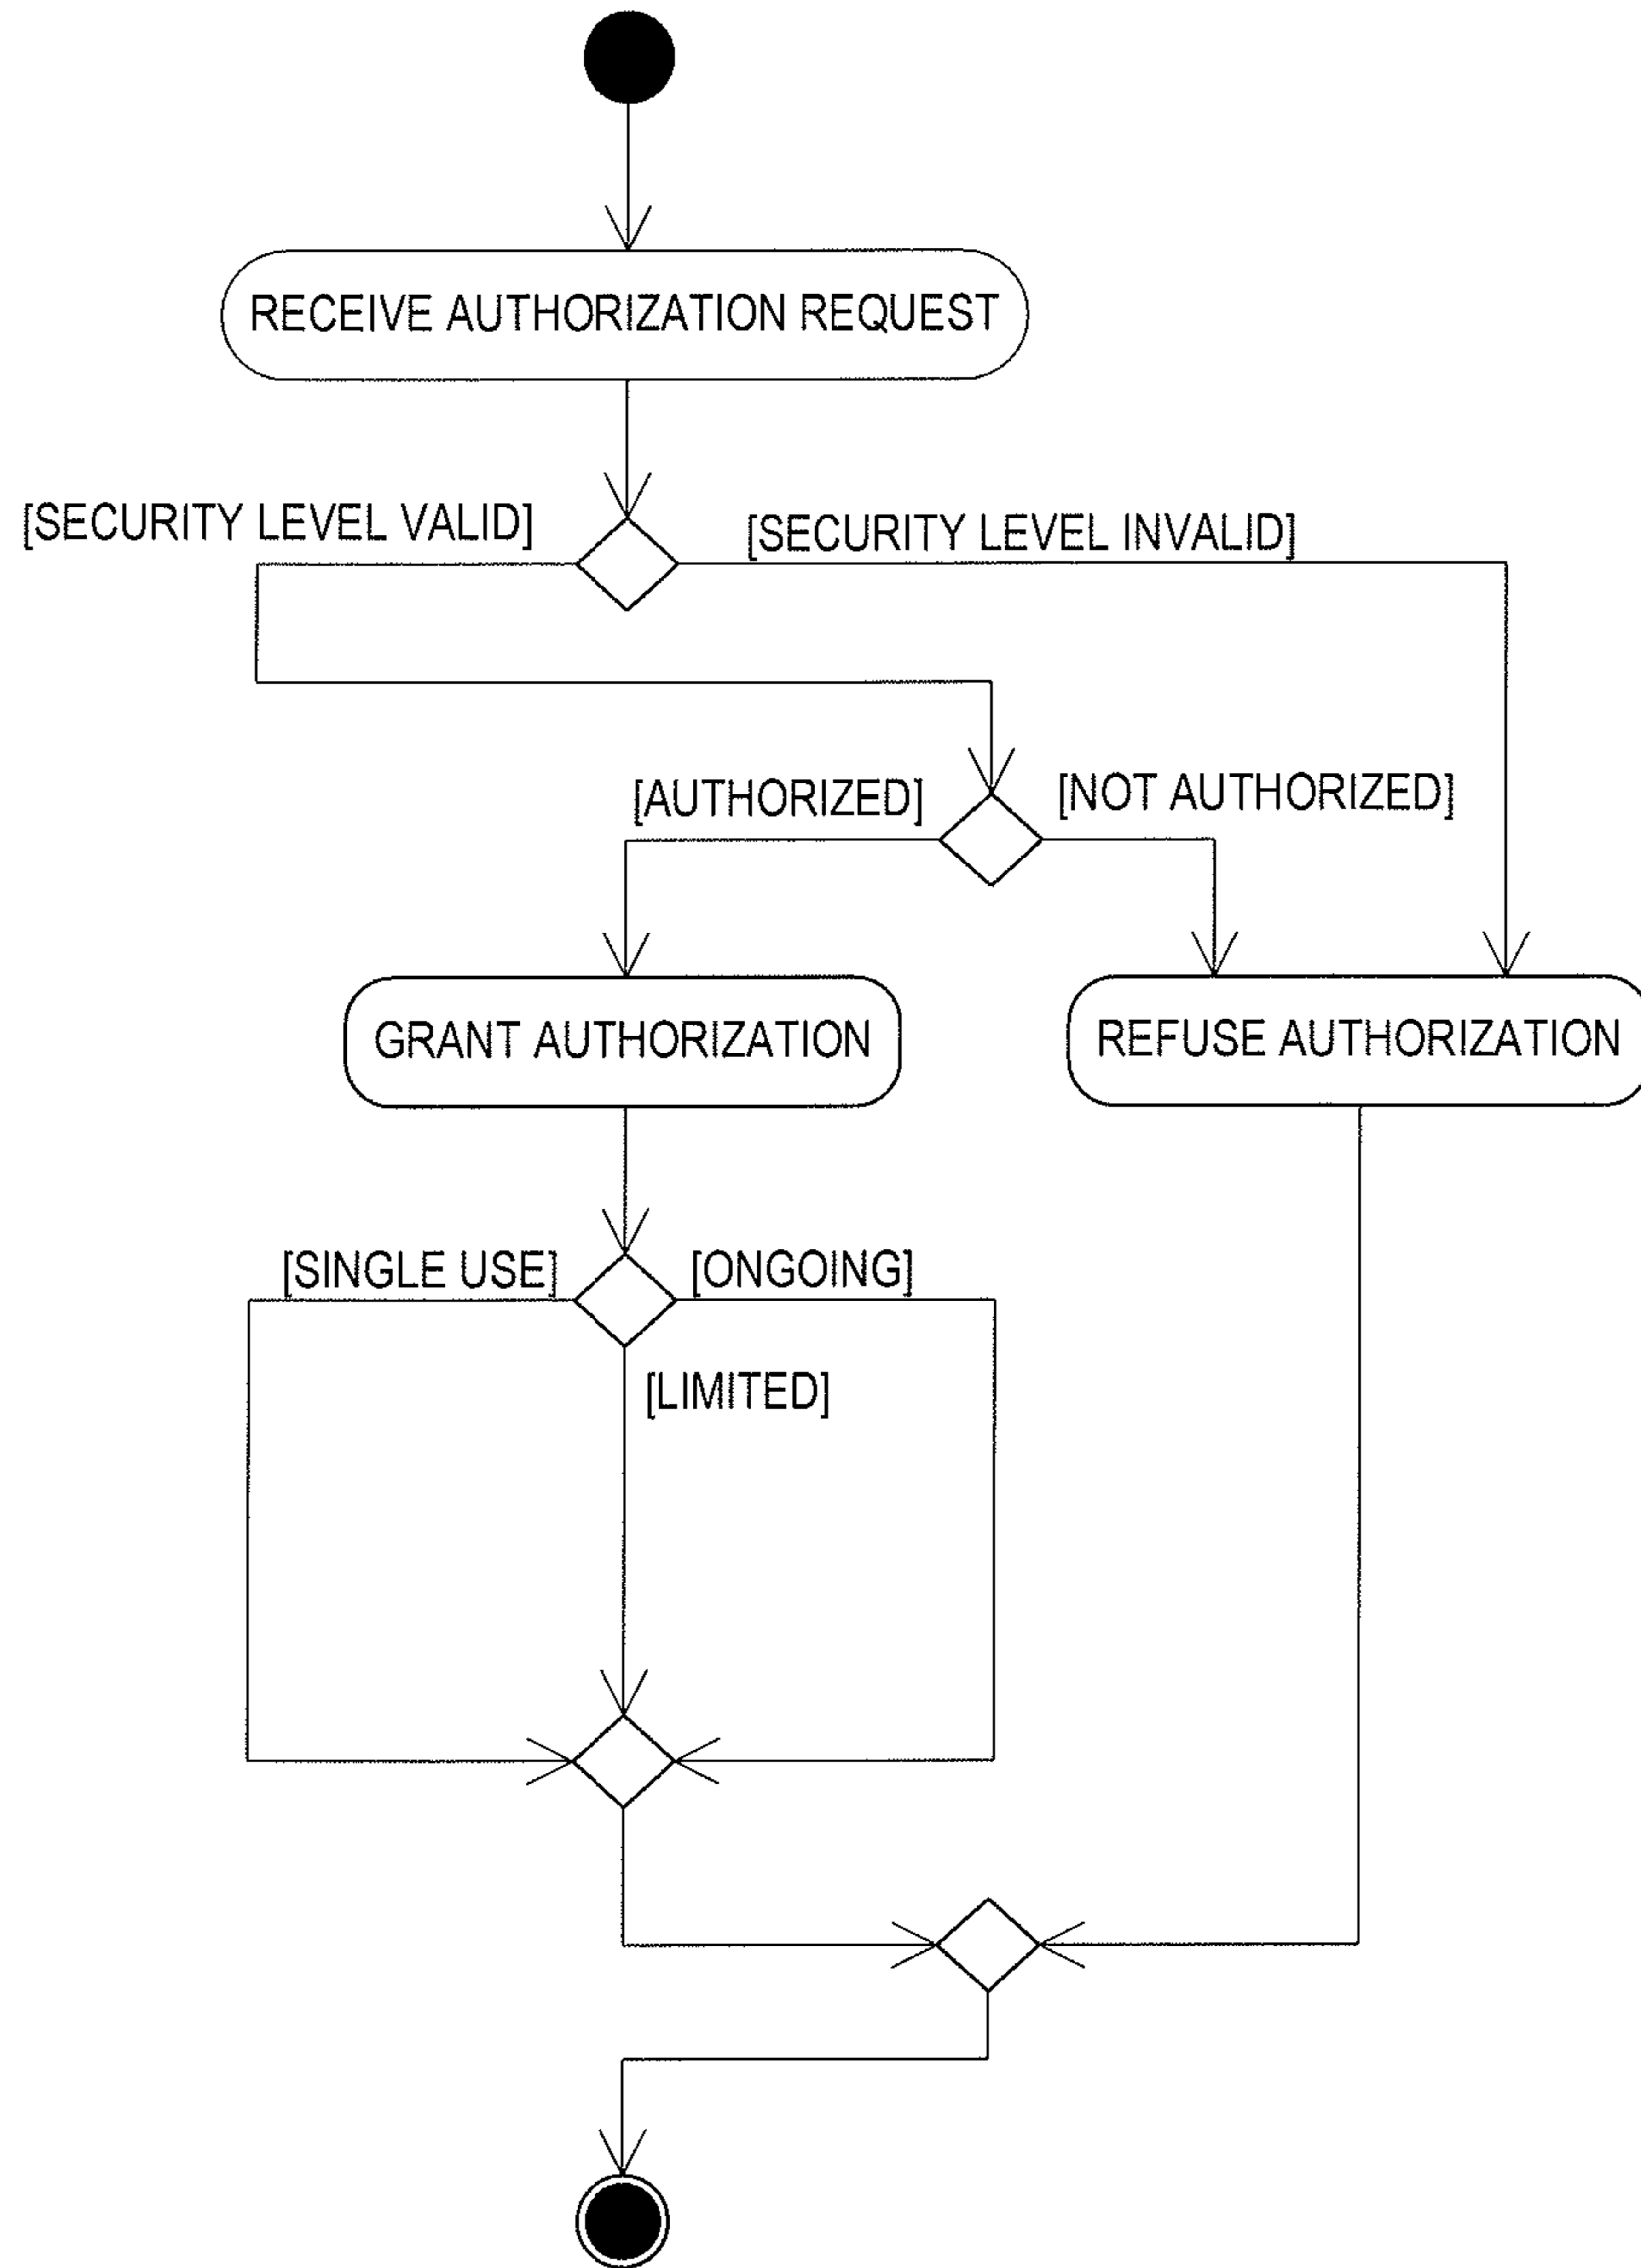 RECEIVE AUTHORIZATION REQUEST
[SECURITY LEVEL VALID]
[SECURITY LEVEL INVALID]
[AUTHORIZED]
[NOT AUTHORIZED]
GRANT AUTHORIZATION
REFUSE AUTHORIZATION
[SINGLE USE]
[ONGOING]
[LIMITED]